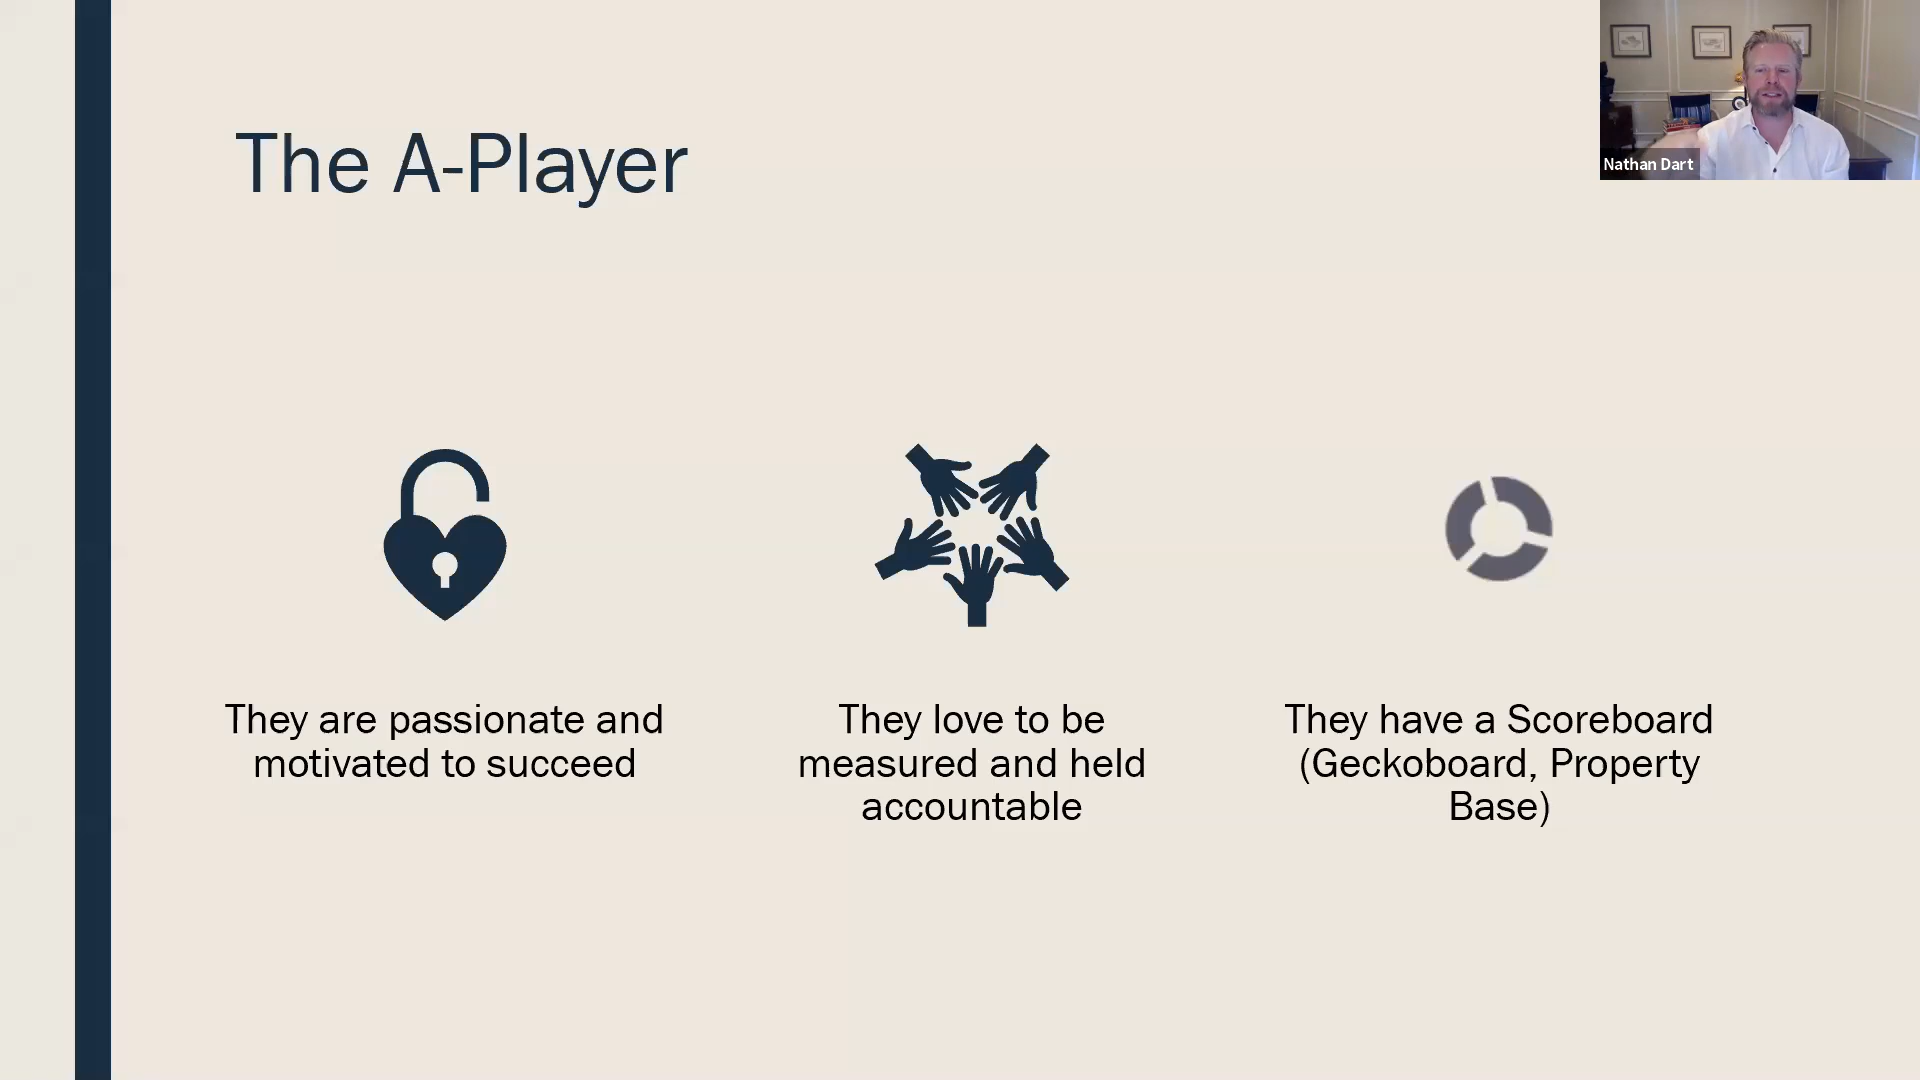 The A-Player
Nathan Dart
They are passionate and
motivated to succeed
They love to be
measured and held
accountable
They have a Scoreboard
(Geckoboard, Property
Base)